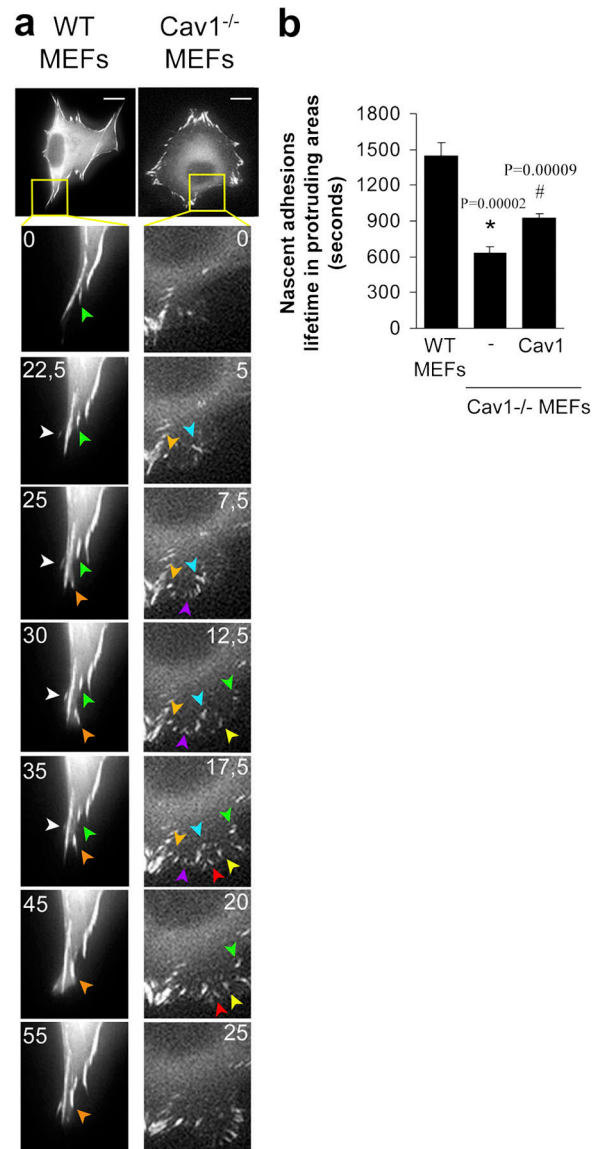 a
WT
MEFs
Cav1-/-
MEFs
0
0
22,5
5
25
7,5
30
12,5
35
17,5
45
20
55
25
b
Nascent adhesions
lifetime in protruding areas
(seconds)
1800
1500
1200
900
600
300
0
P=0.00002
*
P=0.00009
#
WT
MEFs
-
Cav1
Cav1-/- MEFs